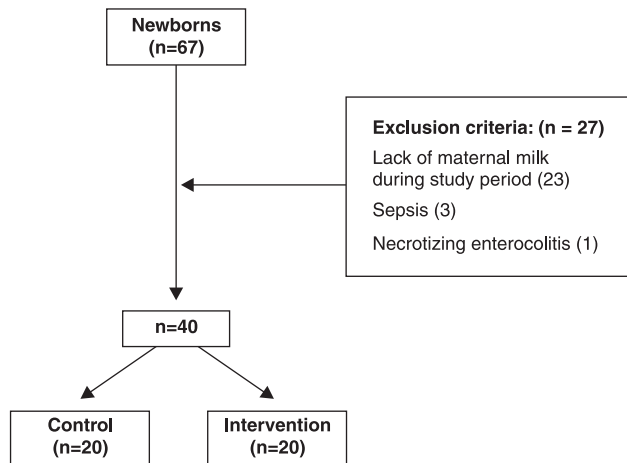 Newborns
(n=67)
Exclusion criteria: (n = 27)
Lack of maternal milk
during study period (23)
Sepsis (3)
Necrotizing enterocolitis (1)
n=40
Control
(n=20)
Intervention
(n=20)